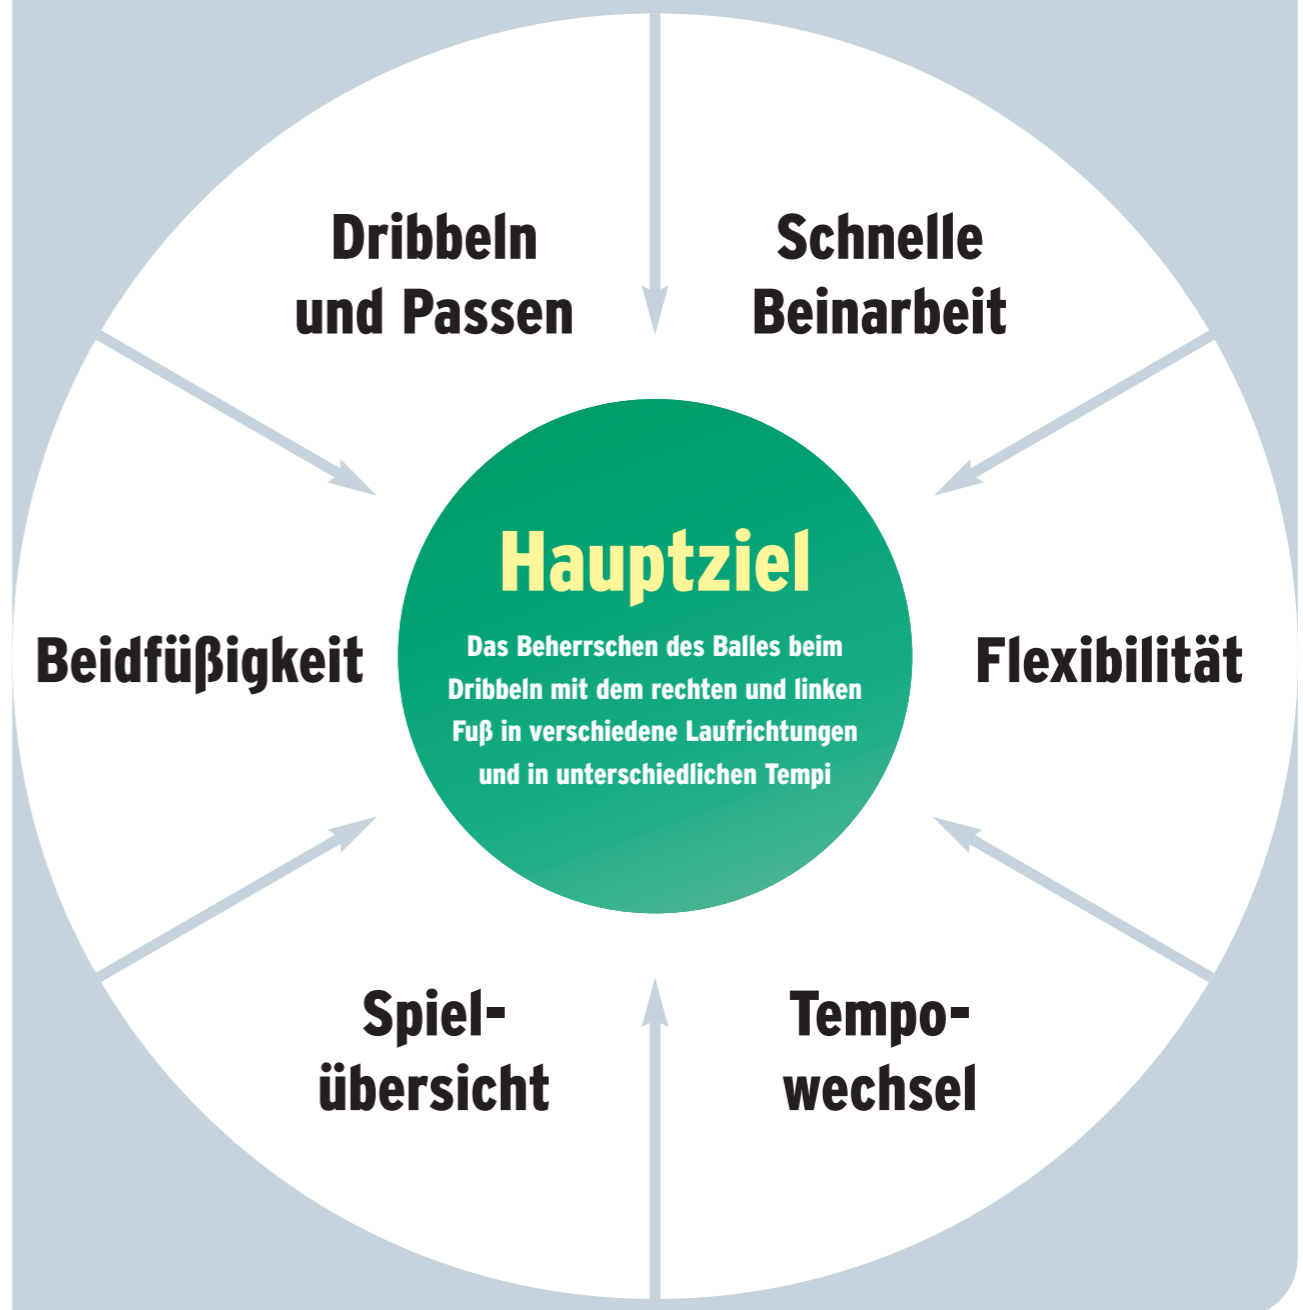 Dribbeln
und Passen
Schnelle
Beinarbeit
Beidfüßigkeit
Hauptziel
Das Beherrschen des Balles beim
Dribbeln mit dem rechten und linken
Fuß in verschiedene Laufrichtungen
und in unterschiedlichen Tempi
Flexibilität
Spiel-
übersicht
Tempo-
wechsel